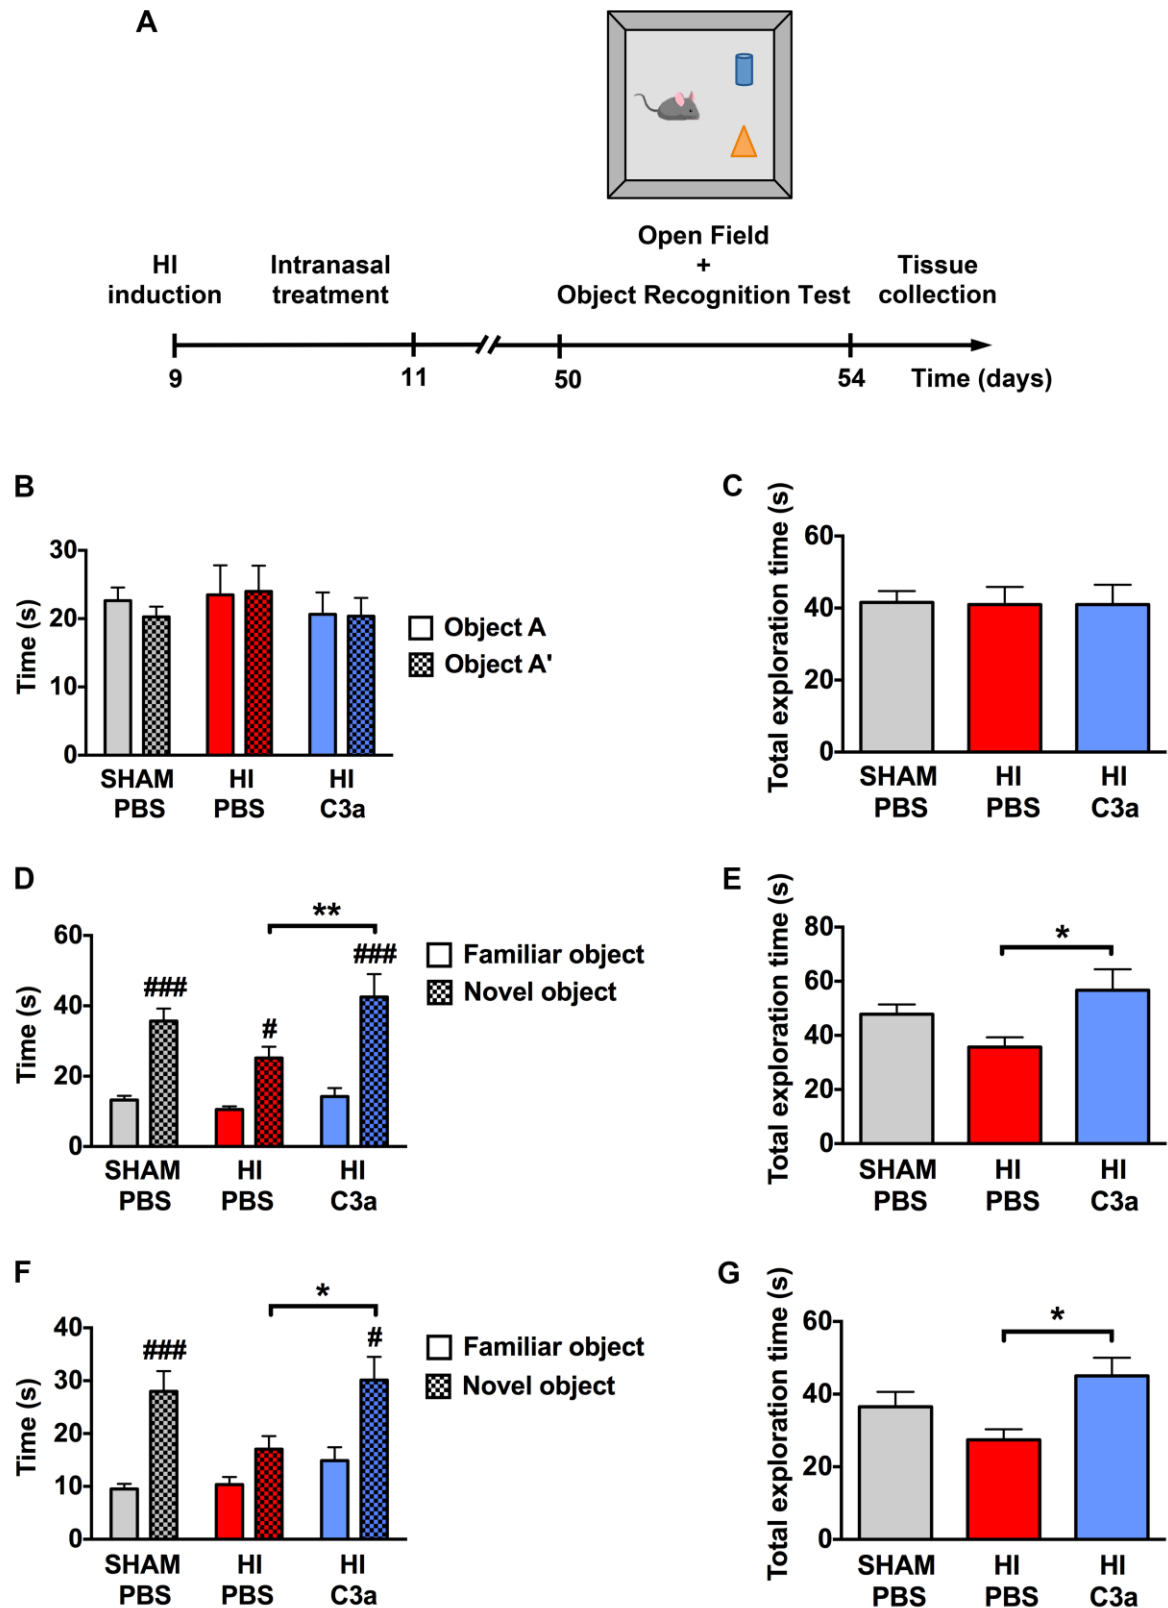 A
Open Field
+
Object Recognition Test
HI
induction
Intranasal
treatment
Tissue
collection
9
11
50
54
Time (days)
B
Time (s)
30
20
10
0
SHAM
PBS
HI
PBS
HI
C3a
Object A
Object A'
C
Total exploration time (s)
60
40
20
0
SHAM
PBS
HI
PBS
HI
C3a
D
Time (s)
60
40
20
0
###
#
**
###
SHAM
PBS
HI
PBS
HI
C3a
Familiar object
Novel object
E
Total exploration time (s)
80
60
40
20
0
*
SHAM
PBS
HI
PBS
HI
C3a
F
Time (s)
40
30
20
10
0
###
*
#
SHAM
PBS
HI
PBS
HI
C3a
Familiar object
Novel object
G
Total exploration time (s)
60
40
20
0
*
SHAM
PBS
HI
PBS
HI
C3a